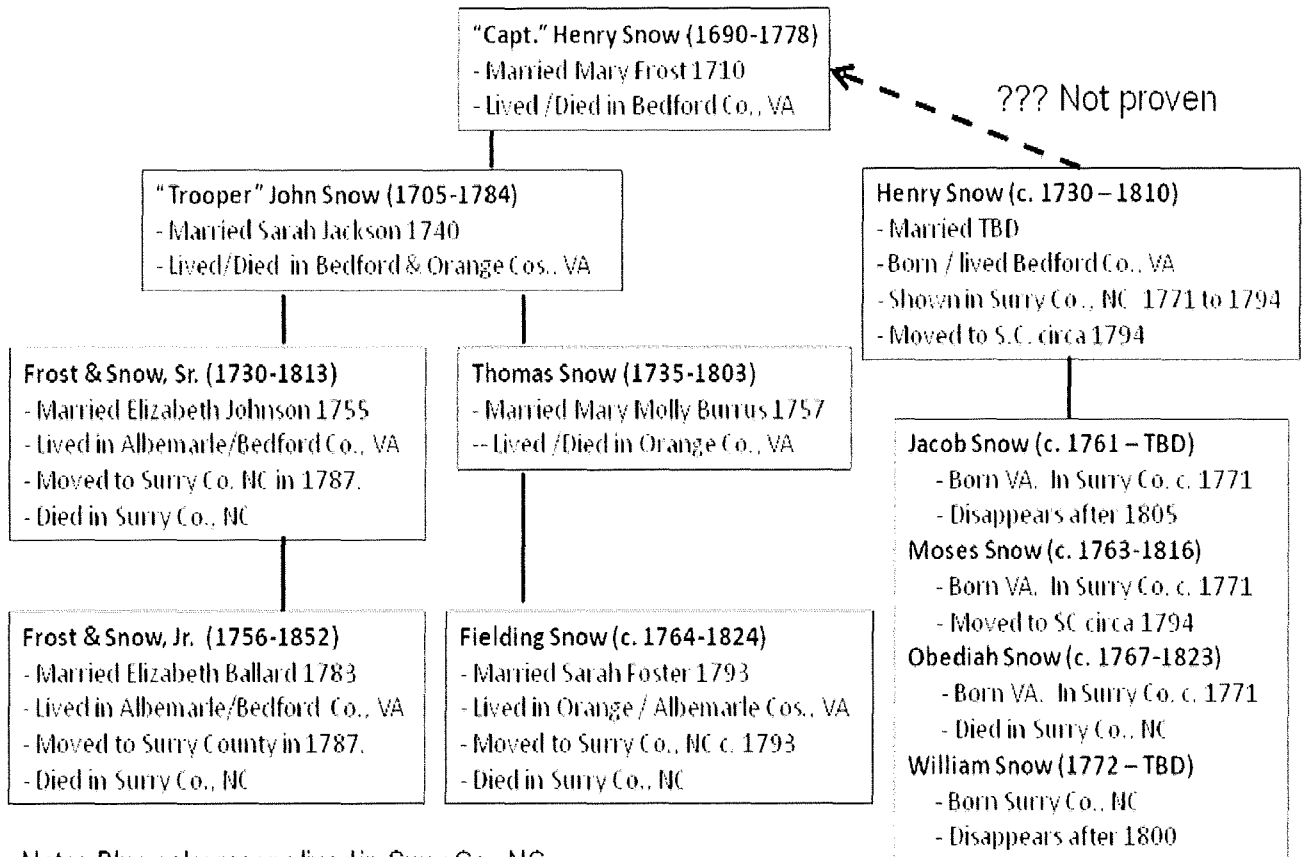 "Capt." Henry Snow (1690-1778)
- Married Mary Frost 1710
- Lived /Died in Bedford Co., VA
??? Not proven
"Trooper" John Snow (1705-1784)
- Married Sarah Jackson 1740
- Lived/Died in Bedford & Orange Cos., VA
Henry Snow (c. 1730 – 1810)
- Married TBD
- Born / lived Bedford Co., VA
- Shown in Surry Co., NC 1771 to 1794
- Moved to S.C. circa 1794
Frost & Snow, Sr. (1730-1813)
- Married Elizabeth Johnson 1755
- Lived in Albemarle/Bedford Co., VA
- Moved to Surry Co. NC in 1787.
- Died in Surry Co., NC
Thomas Snow (1735-1803)
- Married Mary Molly Burrus 1757
-- Lived /Died in Orange Co., VA
Jacob Snow (c. 1761 – TBD)
- Born VA. In Surry Co. c. 1771
- Disappears after 1805
Moses Snow (c. 1763-1816)
- Born VA. In Surry Co. c. 1771
- Moved to SC circa 1794
Obediah Snow (c. 1767-1823)
- Born VA. In Surry Co. c. 1771
- Died in Surry Co., NC
William Snow (1772 – TBD)
- Born Surry Co., NC
- Disappears after 1800
Frost & Snow, Jr. (1756-1852)
- Married Elizabeth Ballard 1783
- Lived in Albemarle/Bedford Co., VA
- Moved to Surry County in 1787.
- Died in Surry Co., NC
Fielding Snow (c. 1764-1824)
- Married Sarah Foster 1793
- Lived in Orange / Albemarle Cos., VA
- Moved to Surry Co., NC c. 1793
- Died in Surry Co., NC